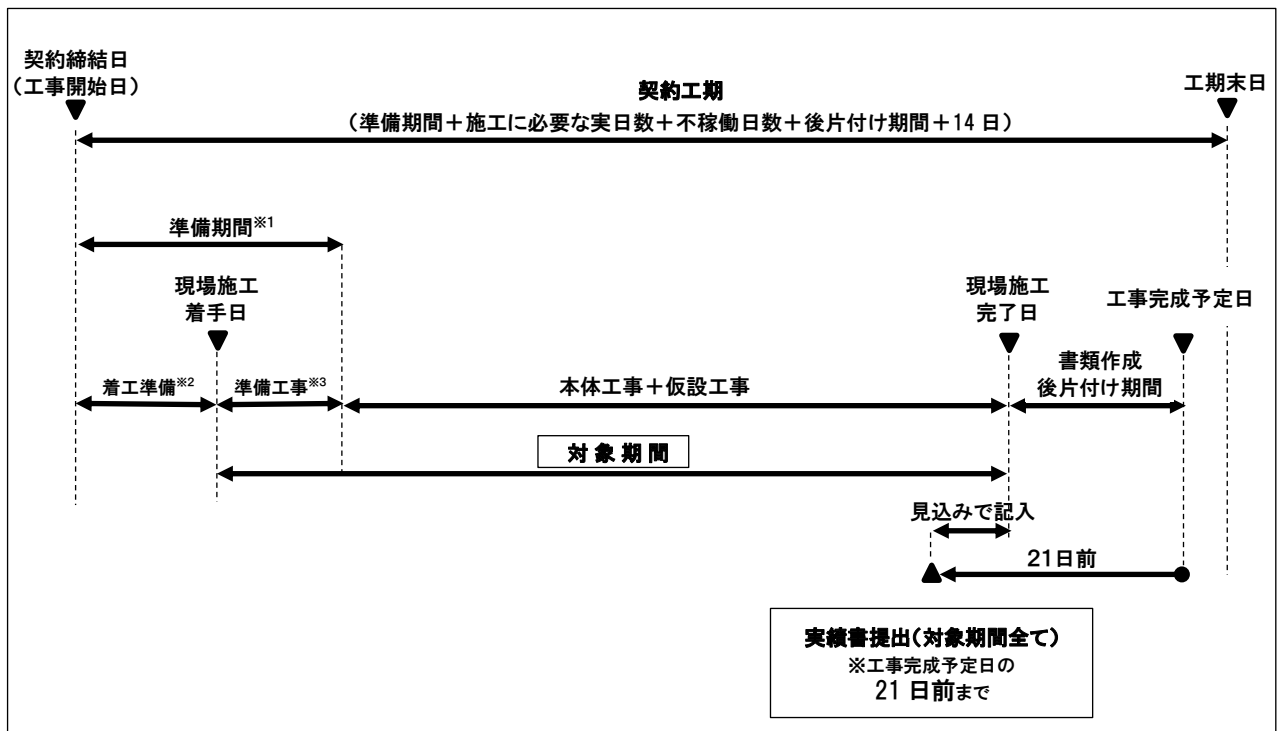 契約締結日
（工事開始日）
契約工期
（準備期間＋施工に必要な実日数＋不稼働日数＋後片付け期間＋14 日）
工期末日
準備期間※1
現場施工
着手日
現場施工
完了日
工事完成予定日
着工準備※2
準備工事※3
本体工事＋仮設工事
書類作成
後片付け期間
対 象 期 間
見込みで記入
21日前
実績書提出（対象期間全て）
※工事完成予定日の
21 日前まで